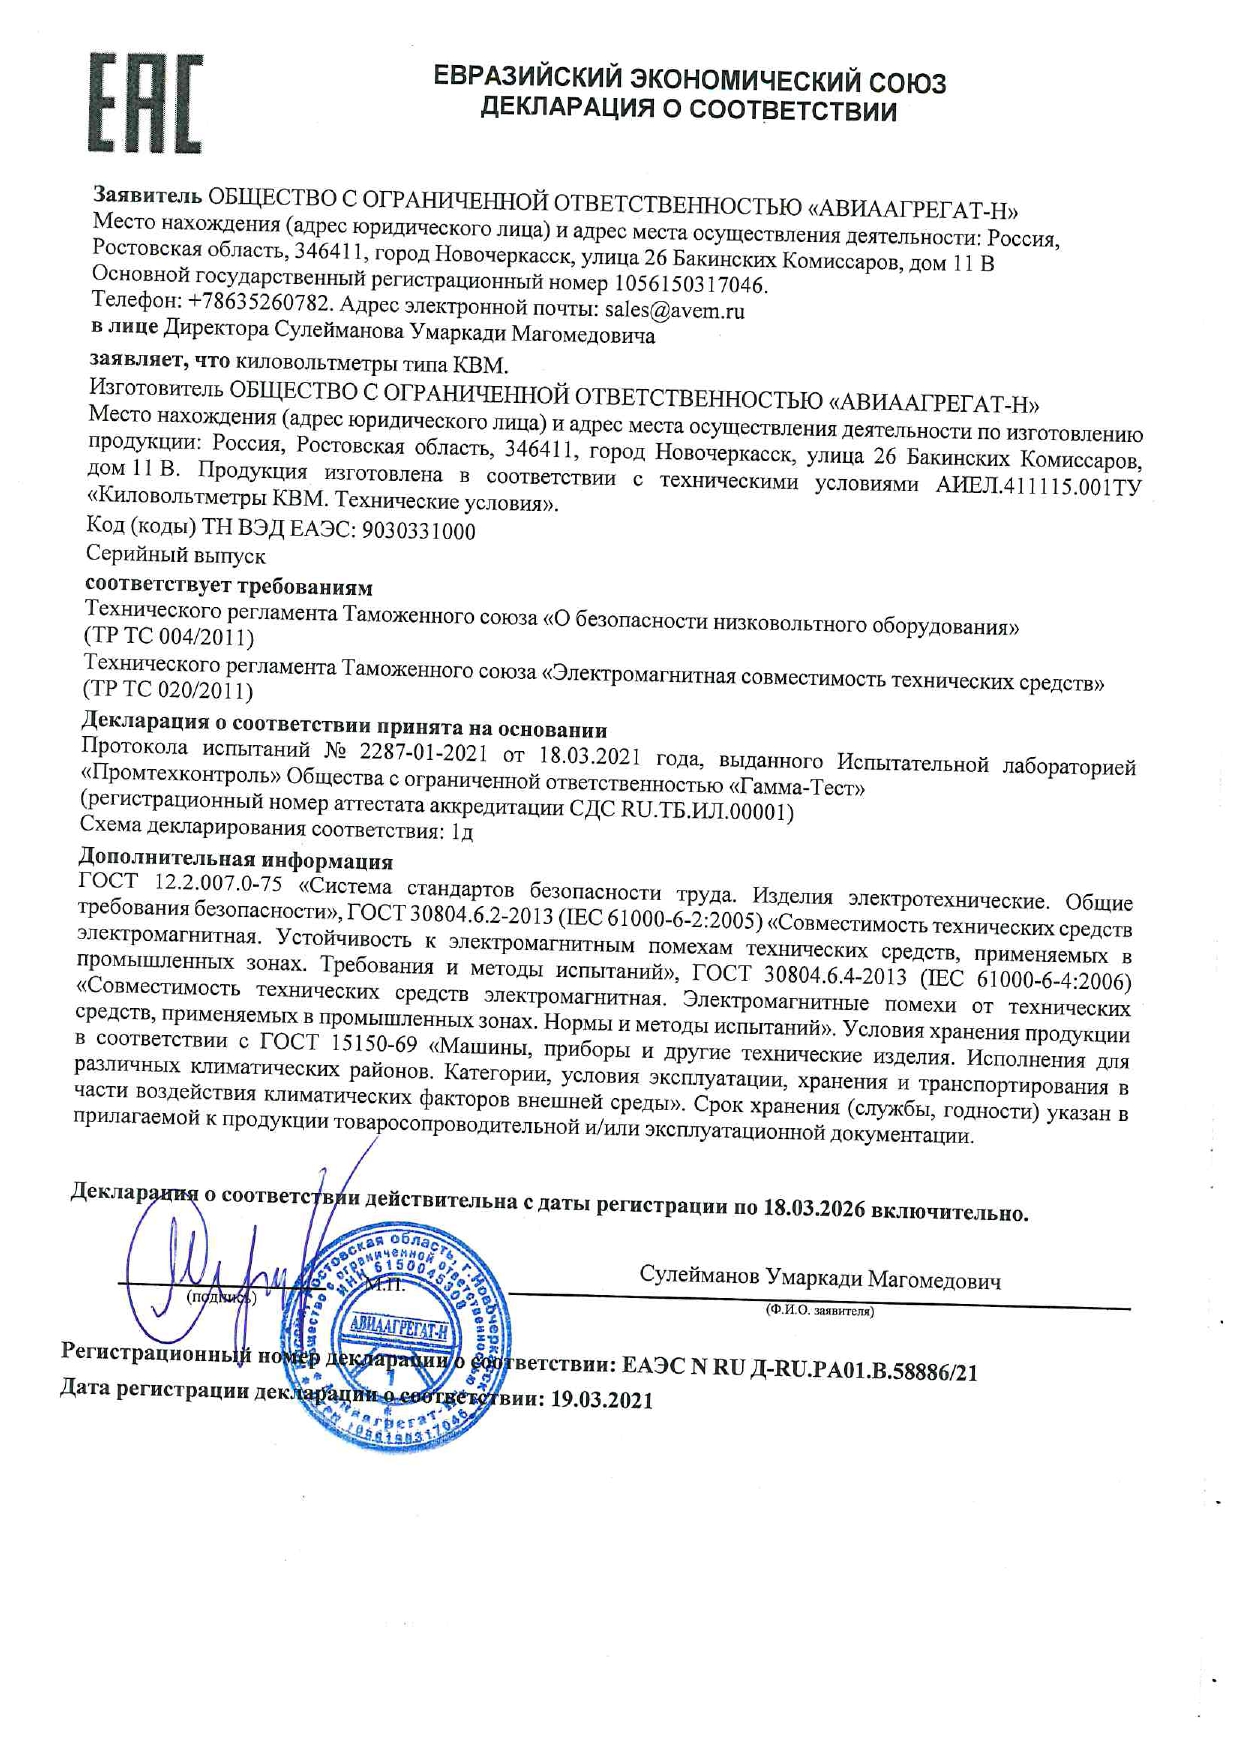 ЕАС
ЕВРАЗИЙСКИЙ ЭКОНОМИЧЕСКИЙ СОЮЗ
ДЕКЛАРАЦИЯ О СООТВЕТСТВИИ
Заявитель ОБЩЕСТВО С ОГРАНИЧЕННОЙ ОТВЕТСТВЕННОСТЬЮ «АВИААГРЕГАТ-Н»
Место нахождения (адрес юридического лица) и адрес места осуществления деятельности: Россия,
Ростовская область, 346411, город Новочеркасск, улица 26 Бакинских Комиссаров, дом 11 В
Основной государственный регистрационный номер 1056150317046.
Телефон: +78635260782. Адрес электронной почты: sales@avem.ru
в лице Директора Сулейманова Умаркади Магомедовича
заявляет, что киловольтметры типа КВМ.
Изготовитель ОБЩЕСТВО С ОГРАНИЧЕННОЙ ОТВЕТСТВЕННОСТЬЮ «АВИААГРЕГАТ-Н»
Место нахождения (адрес юридического лица) и адрес места осуществления деятельности по изготовлению
продукции: Россия, Ростовская область, 346411, город Новочеркасск, улица 26 Бакинских Комиссаров,
дом 11 В. Продукция изготовлена в соответствии с техническими условиями АИЕЛ.411115.001ТУ
«Киловольтметры КВМ. Технические условия».
Код (коды) ТН ВЭД ЕАЭС: 9030331000
Серийный выпуск
соответствует требованиям
Технического регламента Таможенного союза «О безопасности низковольтного оборудования»
(ТР ТС 004/2011)
Технического регламента Таможенного союза «Электромагнитная совместимость технических средств»
(ТР ТС 020/2011)
Декларация о соответствии принята на основании
Протокола испытаний № 2287-01-2021 от 18.03.2021 года, выданного Испытательной лабораторией
«Промтехконтроль» Общества с ограниченной ответственностью «Гамма-Тест»
(регистрационный номер аттестата аккредитации СДС RU.ТБ.ИЛ.00001)
Схема декларирования соответствия: 1д
Дополнительная информация
ГОСТ 12.2.007.0-75 «Система стандартов безопасности труда. Изделия электротехнические. Общие
требования безопасности», ГОСТ 30804.6.2-2013 (IEC 61000-6-2:2005) «Совместимость технических средств
электромагнитная. Устойчивость к электромагнитным помехам технических средств, применяемых в
промышленных зонах. Требования и методы испытаний», ГОСТ 30804.6.4-2013 (IEC 61000-6-4:2006)
«Совместимость технических средств электромагнитная. Электромагнитные помехи от технических
средств, применяемых в промышленных зонах. Нормы и методы испытаний». Условия хранения продукции
в соответствии с ГОСТ 15150-69 «Машины, приборы и другие технические изделия. Исполнения для
различных климатических районов. Категории, условия эксплуатации, хранения и транспортирования в
части воздействия климатических факторов внешней среды». Срок хранения (службы, годности) указан в
прилагаемой к продукции товаросопроводительной и/или эксплуатационной документации.
Декларация о соответствии действительна с даты регистрации по 18.03.2026 включительно.
Сулейманов Умаркади Магомедович
(подпись)
М.П.
(Ф.И.О. заявителя)
ИНН 6150045308
АВИААГРЕГАТ-Н
1
Регистрационный номер декларации о соответствии: ЕАЭС N RU Д-RU.РА01.В.58886/21
Дата регистрации декларации о соответствии: 19.03.2021